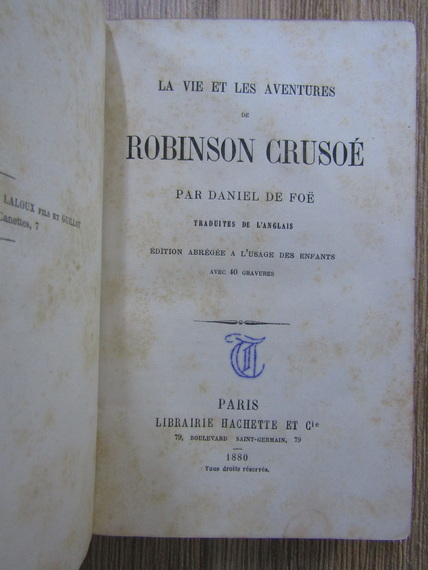 LALOUX FILS ET GUILLOT
Canettes, 7
LA VIE ET LES AVENTURES
DE
ROBINSON CRUSOÉ
PAR DANIEL DE FOË
TRADUITES DE L'ANGLAIS
ÉDITION ABRÉGÉE A L'USAGE DES ENFANTS
AVEC 40 GRAVURES
PARIS
LIBRAIRIE HACHETTE ET Cie
79, BOULEVARD SAINT-GERMAIN, 79
1880
Tous droits réservés.